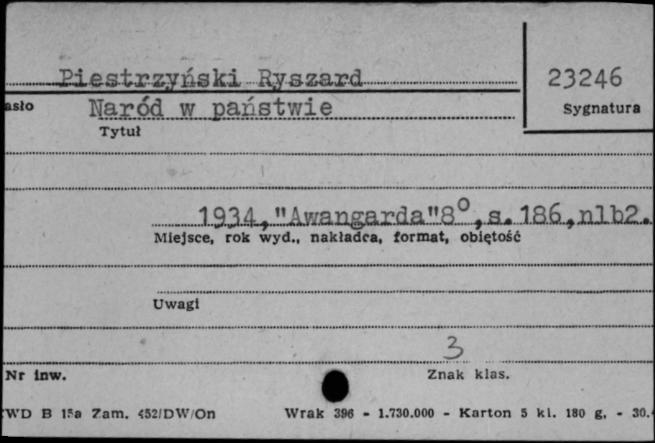 Piestrzyński Ryszard 23246
asło Naród w państwie Sygnatura
Tytuł
1934,"Awangarda"8°,s.186,nlb2.
Miejsce, rok wyd., nakładca, format, obiętość
Uwagi
3
Nr inw. Znak klas.
WD B 15a Zam. 452/DW/On Wrak 396 - 1.730.000 - Karton 5 kl. 180 g. - 30.